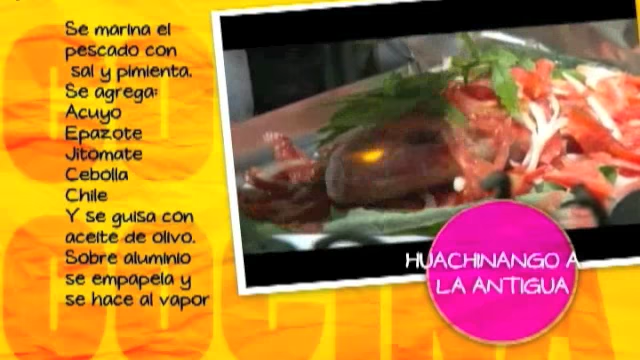 Se marina el
pescado con
sal y pimienta.
Se agrega:
Acuyo
Epazote
Jitomate
Cebolla
Chile
Y se guisa con
aceite de olivo.
Sobre aluminio
se empapela y
se hace al vapor
HUACHINANGO A
LA ANTIGUA
COCINA